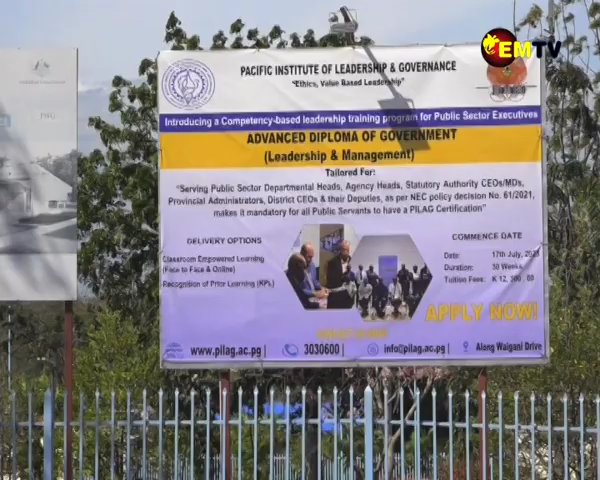 EMTV
PACIFIC INSTITUTE OF LEADERSHIP & GOVERNANCE
"Ethics, Value Based Leadership"
Introducing a Competency-based leadership training program for Public Sector Executives
ADVANCED DIPLOMA OF GOVERNMENT
(Leadership & Management)
Tailored For:
"Serving Public Sector Departmental Heads, Agency Heads, Statutory Authority CEOs/MDs,
Provincial Administrators, District CEOs & their Deputies, as per NEC policy decision No. 61/2021,
makes it mandatory for all Public Servants to have a PILAG Certification"
DELIVERY OPTIONS
Classroom Empowered Learning
(Face to Face & Online)
Recognition of Prior Learning (RPL)
COMMENCE DATE
Date: 17th July,
Duration: 30 Weeks
Tuition Fees: K 12,
APPLY NOW!
www.pilag.ac.pg | 3030600 | info@pilag.ac.pg | Along Waigani Drive